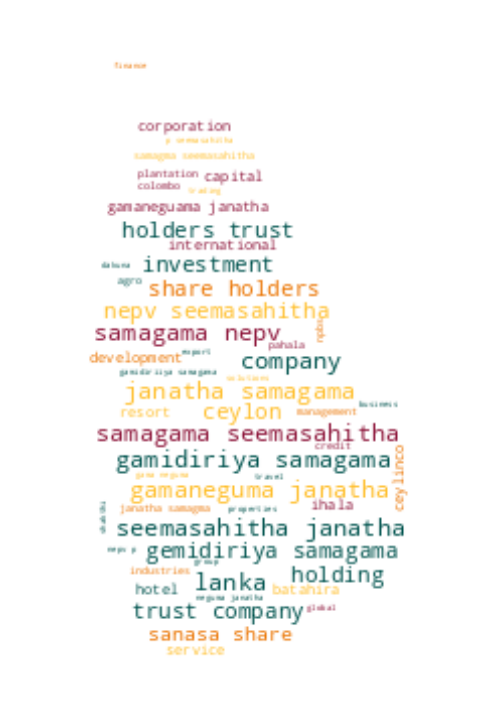 finance
corporation
p seemasahita
samagma seemasahitha
plantation capital
colombo trading
gamaneguama janatha
holders trust
international
dakuna investment
agro share holders
nepv seemasahitha
samagama nepv npbs
pahala
development export company
gamidiriiya samagama
solutions
janatha samagama
resort ceylon management business
samagama seemasahitha
credit
gamidiriya samagama
ceylinco
gama neguma travel
gamaneguma janatha
janatha samagma properties ihala
seemasahitha janatha
nepv p gemidiriya samagama
group
industries lanka holding
hotel neguma janatha batahira
trust company global
sanasa share
service